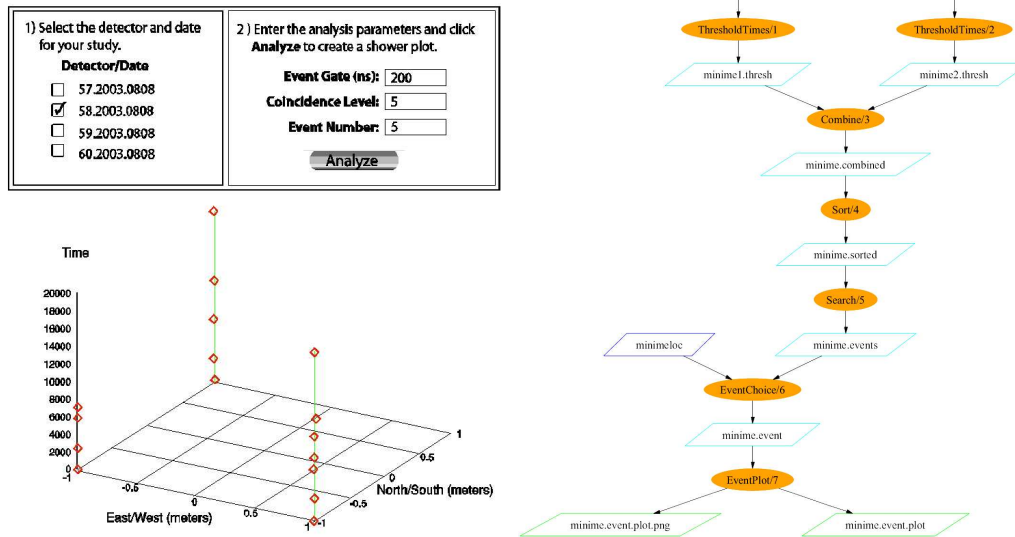 1) Select the detector and date
for your study.
Detector/Date
57.2003.0808
58.2003.0808
59.2003.0808
60.2003.0808
2 ) Enter the analysis parameters and click
Analyze to create a shower plot.
Event Gate (ns): 200
Coincidence Level: 5
Event Number: 5
Analyze
Time
20000
18000
16000
14000
12000
10000
8000
6000
4000
2000
0
-1
-0.5
0
0.5
1
East/West (meters)
-1
-0.5
0
0.5
1
North/South (meters)
ThresholdTimes/1
ThresholdTimes/2
minime1.thresh
minime2.thresh
Combine/3
minime.combined
Sort/4
minime.sorted
Search/5
minimeloc
minime.events
EventChoice/6
minime.event
EventPlot/7
minime.event.plot.png
minime.event.plot